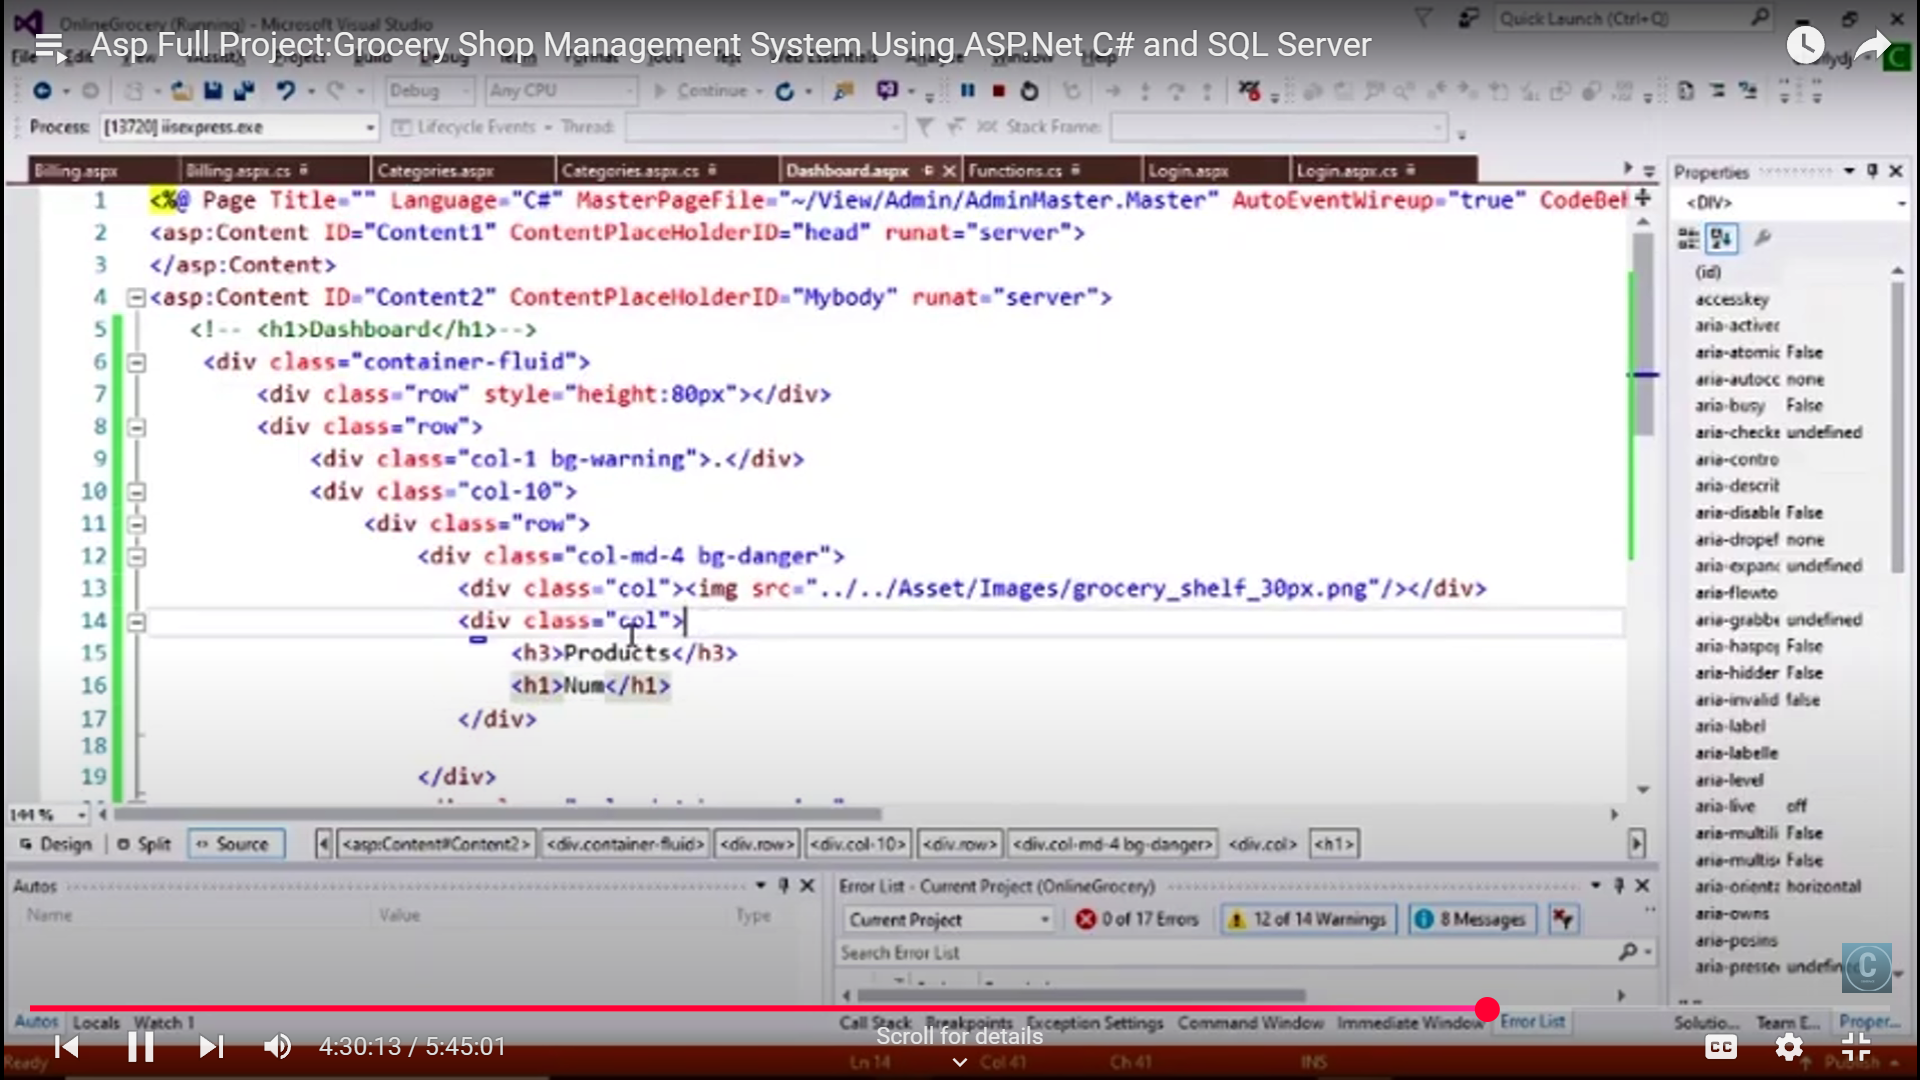 OnlineGrocery (Running) - Microsoft Visual Studio
Quick Launch (Ctrl+Q)
Asp Full Project:Grocery Shop Management System Using ASP.Net C# and SQL Server
Debug
Any CPU
Continue
Process: [13720] iisexpress.exe
Lifecycle Events
Thread:
Stack Frame:
Billing.aspx
Billing.aspx.cs
Categories.aspx
Categories.aspx.cs
Dashboard.aspx
Functions.cs
Login.aspx
Login.aspx.cs
1 <%@ Page Title="" Language="C#" MasterPageFile="~/View/Admin/AdminMaster.Master" AutoEventWireup="true" CodeBeh
2 <asp:Content ID="Content1" ContentPlaceHolderID="head" runat="server">
3 </asp:Content>
4 <asp:Content ID="Content2" ContentPlaceHolderID="Mybody" runat="server">
5 <!-- <h1>Dashboard</h1>-->
6 <div class="container-fluid">
7 <div class="row" style="height:80px"></div>
8 <div class="row">
9 <div class="col-1 bg-warning">.</div>
10 <div class="col-10">
11 <div class="row">
12 <div class="col-md-4 bg-danger">
13 <div class="col"><img src="../../Asset/Images/grocery_shelf_30px.png"/></div>
14 <div class="col">
15 <h3>Products</h3>
16 <h1>Num</h1>
17 </div>
18
19 </div>
Properties
<DIV>
(id)
accesskey
aria-activec
aria-atomic False
aria-autocc none
aria-busy False
aria-checke undefined
aria-contro
aria-describ
aria-disable False
aria-dropef none
aria-expanc undefined
aria-flowto
aria-grabbe undefined
aria-haspop False
aria-hidder False
aria-invalid false
aria-label
aria-labelle
aria-level
aria-live off
aria-multili False
aria-multise False
aria-orienta horizontal
aria-owns
aria-posins
aria-presse undefin
144 %
Design
Split
Source
<asp:Content#Content2>
<div.container-fluid>
<div.row>
<div.col-10>
<div.row>
<div.col-md-4 bg-danger>
<div.col>
<h1>
Autos
Name Value Type
Error List - Current Project (OnlineGrocery)
Current Project
0 of 17 Errors
12 of 14 Warnings
8 Messages
Search Error List
C
Autos Locals Watch 1
Call Stack Breakpoints Exception Settings Command Window Immediate Window Error List
Solutio... Team E... Proper...
4:30:13 / 5:45:01
Scroll for details
CC
Ready
Ln 14
Col 41
Ch 41
INS
Publish